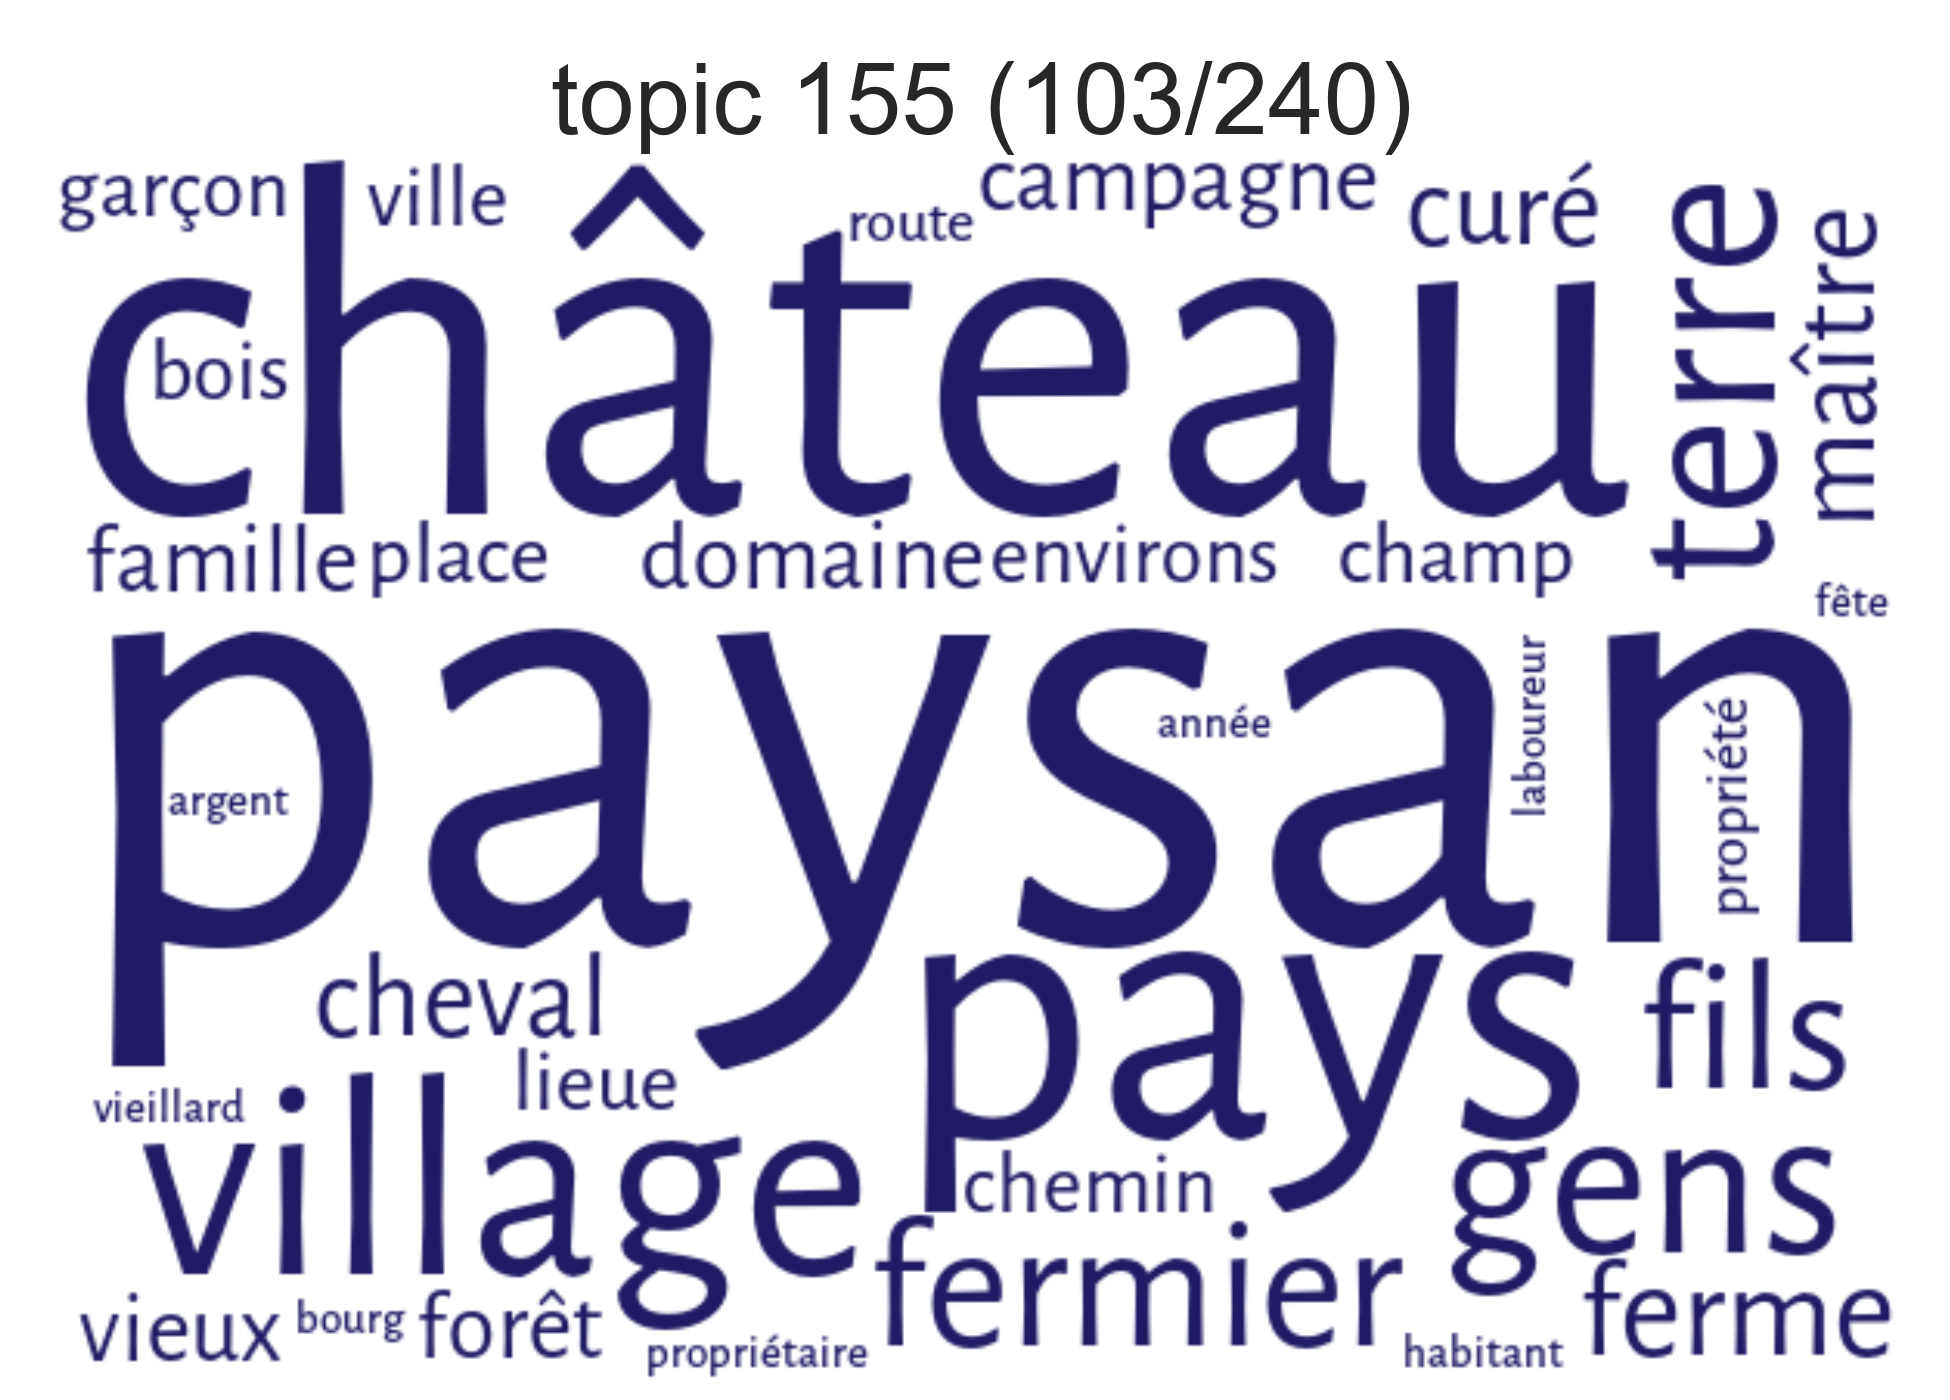 topic 155 (103/240)
garçon ville route campagne curé
château
terre
maître
bois
famille place domaine environs champ
fête
paysan
année
laboureur
propriété
argent
cheval
pays
fils
lieue
vieillard
village
chemin
gens
fermier
ferme
vieux bourg forêt
propriétaire
habitant